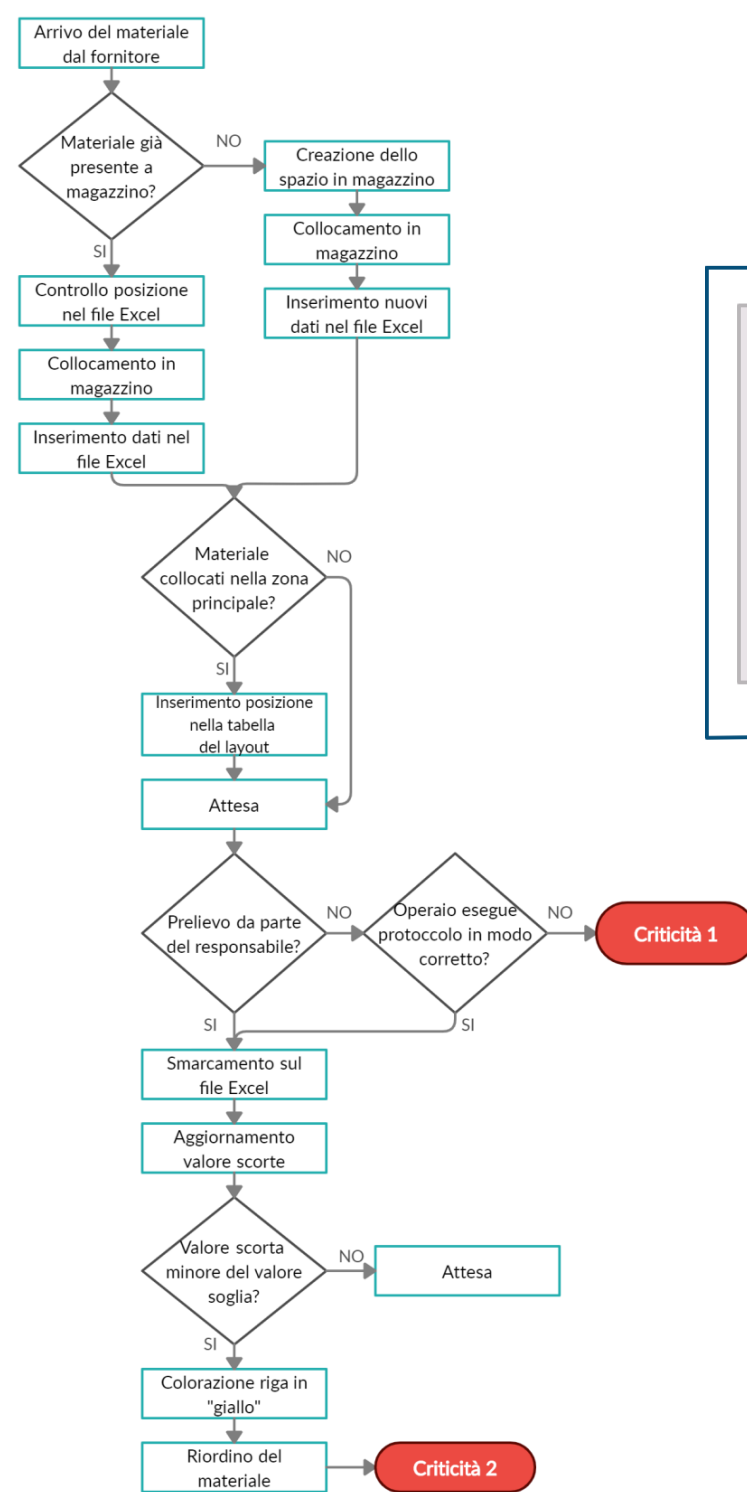 Arrivo del materiale
dal fornitore
Materiale già
presente a
magazzino?
NO
Creazione dello
spazio in magazzino
Collocamento in
magazzino
Inserimento nuovi
dati nel file Excel
SI
Controllo posizione
nel file Excel
Collocamento in
magazzino
Inserimento dati nel
file Excel
Materiale
collocati nella zona
principale?
NO
SI
Inserimento posizione
nella tabella
del layout
Attesa
Prelievo da parte
del responsabile?
NO
Operaio esegue
protocollo in modo
corretto?
NO
Criticità 1
SI
SI
Smarcamento sul
file Excel
Aggiornamento
valore scorte
Valore scorta
minore del valore
soglia?
NO
Attesa
SI
Colorazione riga in
"giallo"
Riordino del
materiale
Criticità 2